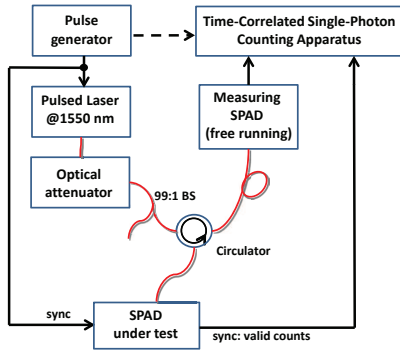 Pulse
generator
Time-Correlated Single-Photon
Counting Apparatus
Pulsed Laser
@1550 nm
Measuring
SPAD
(free running)
Optical
attenuator
99:1 BS
Circulator
sync
SPAD
under test
sync: valid counts